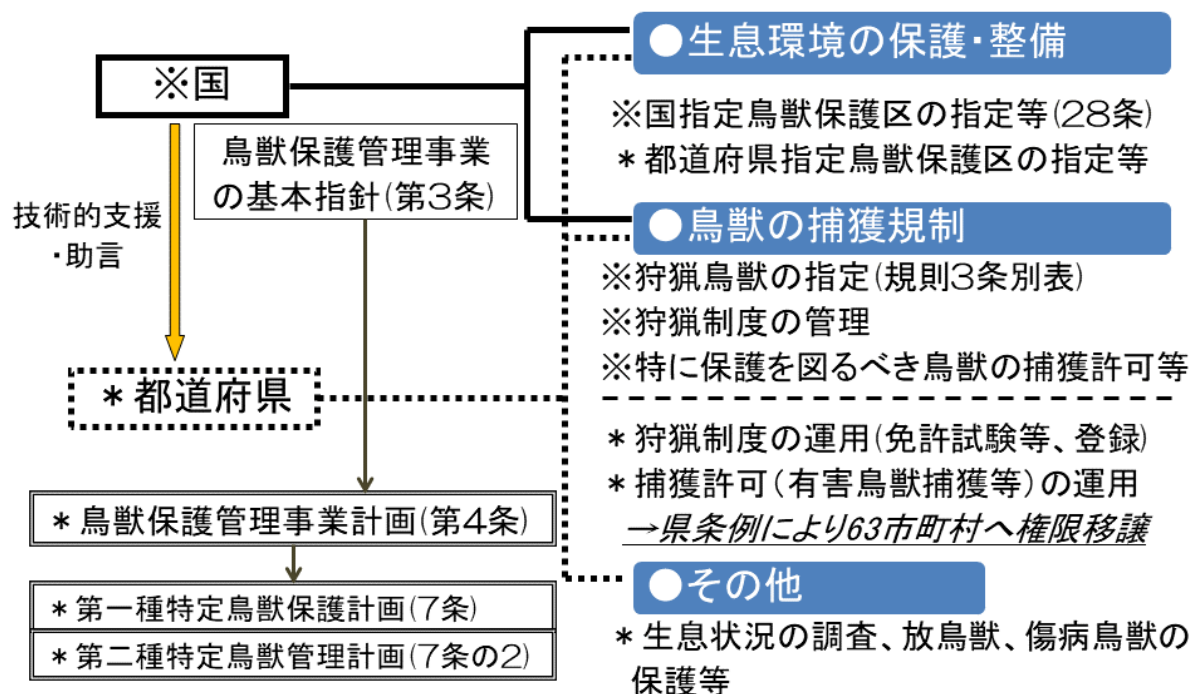 ※国
鳥獣保護管理事業
の基本指針(第3条)
技術的支援
・助言
＊都道府県
＊鳥獣保護管理事業計画(第4条)
＊第一種特定鳥獣保護計画(7条)
＊第二種特定鳥獣管理計画(7条の2)
●生息環境の保護・整備
※国指定鳥獣保護区の指定等(28条)
＊都道府県指定鳥獣保護区の指定等
●鳥獣の捕獲規制
※狩猟鳥獣の指定(規則3条別表)
※狩猟制度の管理
※特に保護を図るべき鳥獣の捕獲許可等
＊狩猟制度の運用(免許試験等、登録)
＊捕獲許可(有害鳥獣捕獲等)の運用
→県条例により63市町村へ権限移譲
●その他
＊生息状況の調査、放鳥獣、傷病鳥獣の
保護等